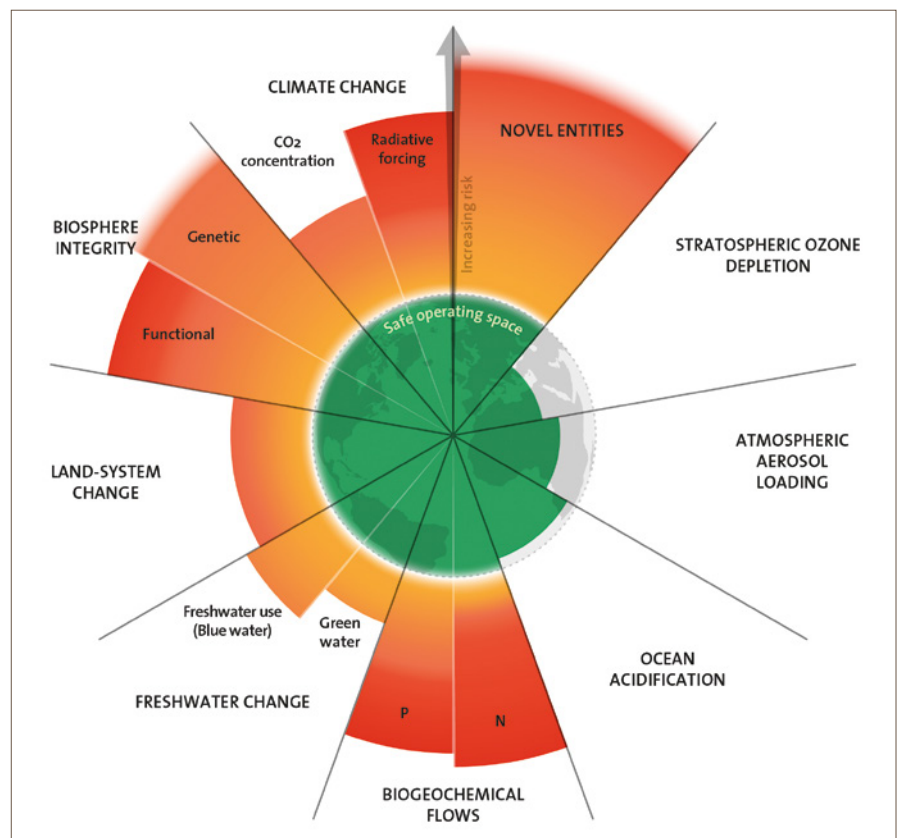 CLIMATE CHANGE
CO2
concentration
Radiative
forcing
NOVEL ENTITIES
Increasing risk
BIOSPHERE
INTEGRITY
Genetic
Functional
STRATOSPHERIC OZONE
DEPLETION
Safe operating space
LAND-SYSTEM
CHANGE
ATMOSPHERIC
AEROSOL
LOADING
Freshwater use
(Blue water)
Green
water
FRESHWATER CHANGE
OCEAN
ACIDIFICATION
P
N
BIOGEOCHEMICAL
FLOWS